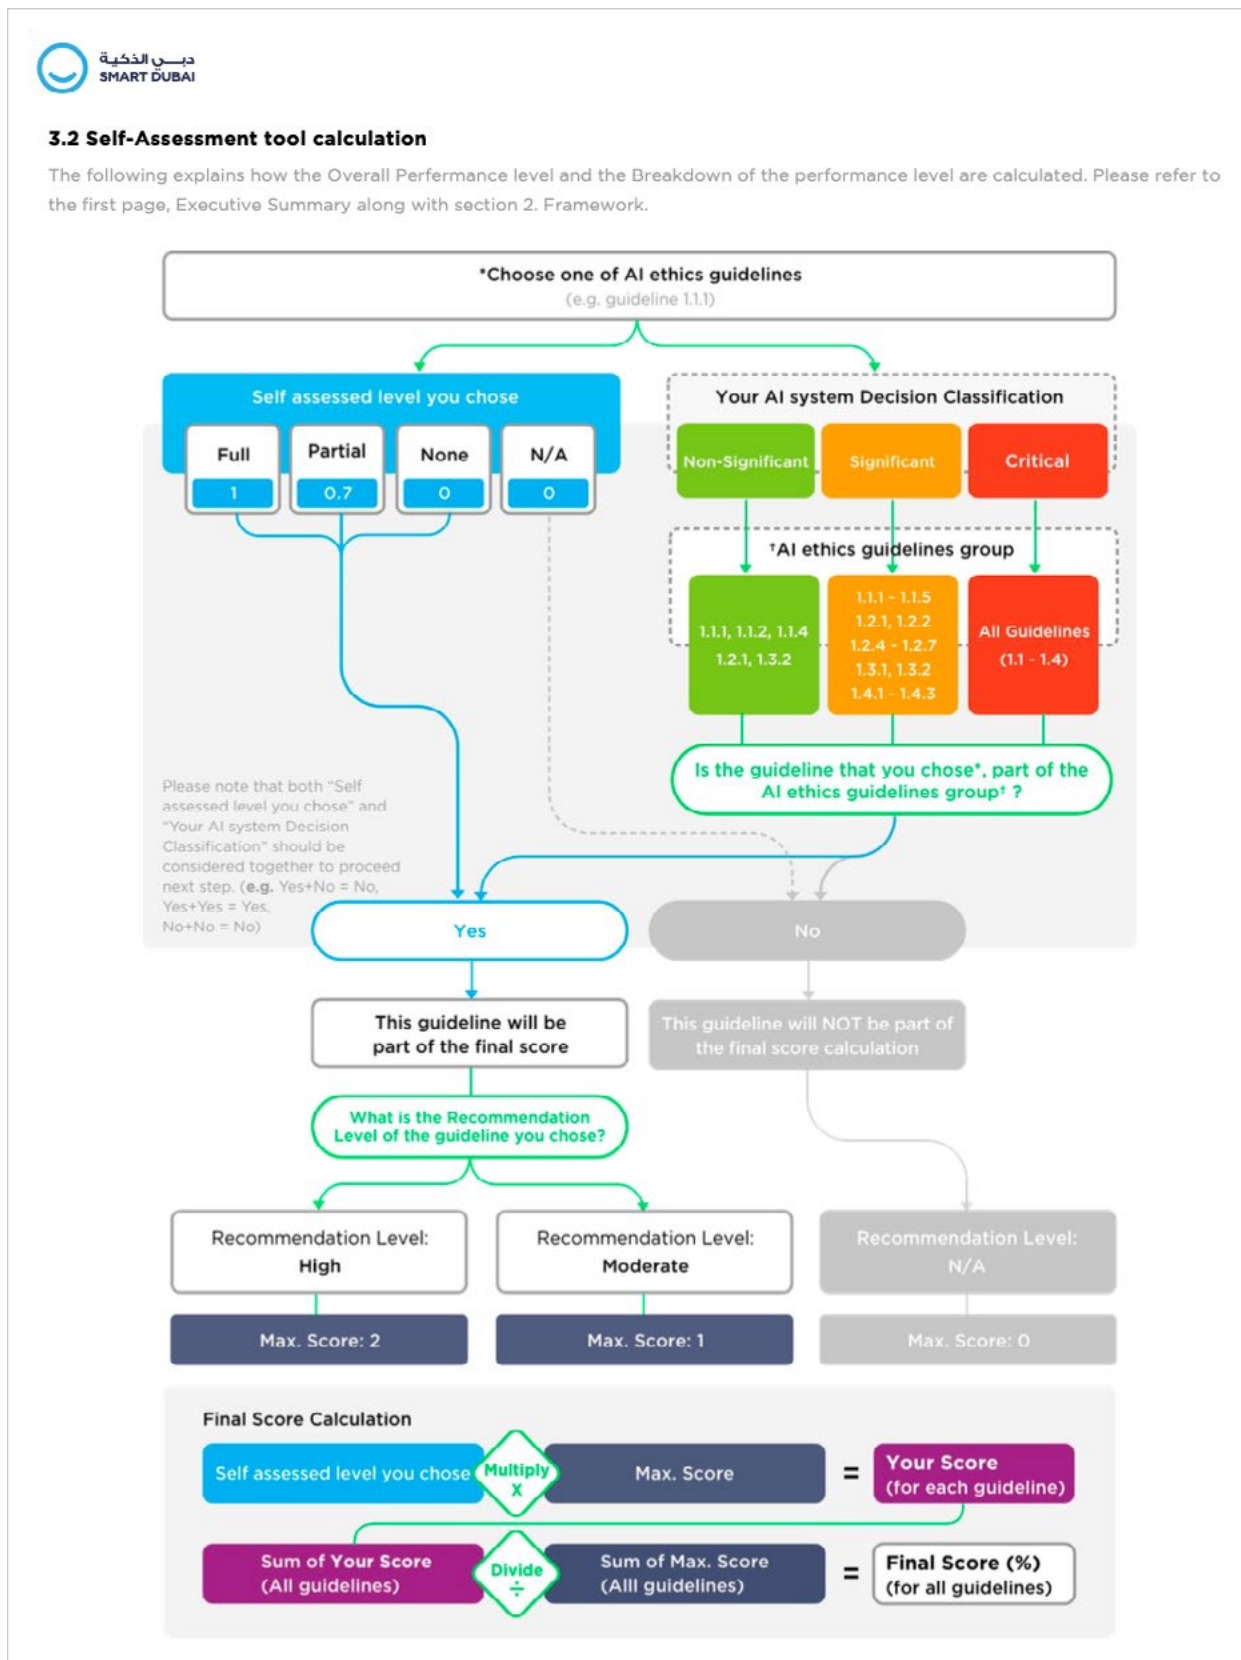 دبـــي الذكية
SMART DUBAI
3.2 Self-Assessment tool calculation
The following explains how the Overall Perfermance level and the Breakdown of the performance level are calculated. Please refer to
the first page, Executive Summary along with section 2. Framework.
*Choose one of AI ethics guidelines
(e.g. guideline 1.1.1)
Self assessed level you chose
Full
Partial
None
N/A
1
0.7
0
0
Your AI system Decision Classification
Non-Significant
Significant
Critical
†AI ethics guidelines group
1.1.1, 1.1.2, 1.1.4
1.2.1, 1.3.2
1.1.1 - 1.1.5
1.2.1, 1.2.2
1.2.4 - 1.2.7
1.3.1, 1.3.2
1.4.1 - 1.4.3
All Guidelines
(1.1 - 1.4)
Is the guideline that you chose*, part of the
AI ethics guidelines group† ?
Please note that both “Self
assessed level you chose” and
“Your AI system Decision
Classification” should be
considered together to proceed
next step. (e.g. Yes+No = No,
Yes+Yes = Yes,
No+No = No)
Yes
No
This guideline will be
part of the final score
This guideline will NOT be part of
the final score calculation
What is the Recommendation
Level of the guideline you chose?
Recommendation Level:
High
Recommendation Level:
Moderate
Recommendation Level:
N/A
Max. Score: 2
Max. Score: 1
Max. Score: 0
Final Score Calculation
Self assessed level you chose
Multiply
X
Max. Score
=
Your Score
(for each guideline)
Sum of Your Score
(All guidelines)
Divide
÷
Sum of Max. Score
(Alll guidelines)
=
Final Score (%)
(for all guidelines)